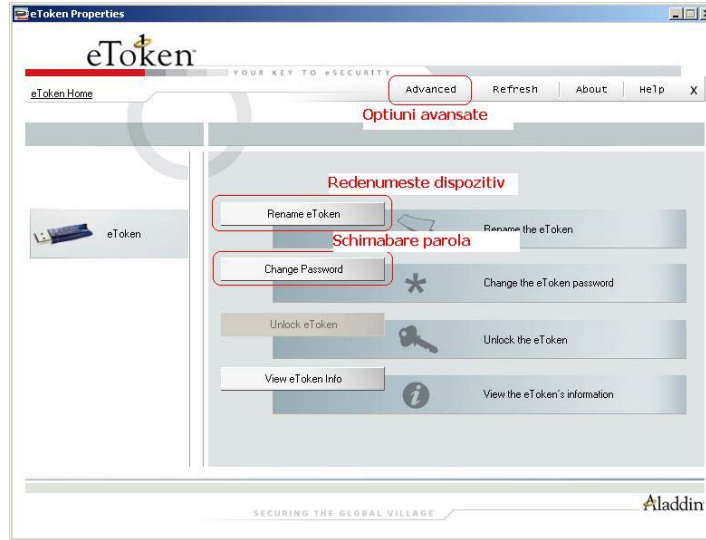 eToken Properties
eToken
YOUR KEY TO eSECURITY
eToken Home
Advanced
Refresh
About
Help
X
Optiuni avansate
Redenumeste dispozitiv
Rename eToken
Rename the eToken
eToken
Schimabare parola
Change Password
Change the eToken password
Unlock eToken
Unlock the eToken
View eToken Info
View the eToken's information
SECURING THE GLOBAL VILLAGE
Aladdin